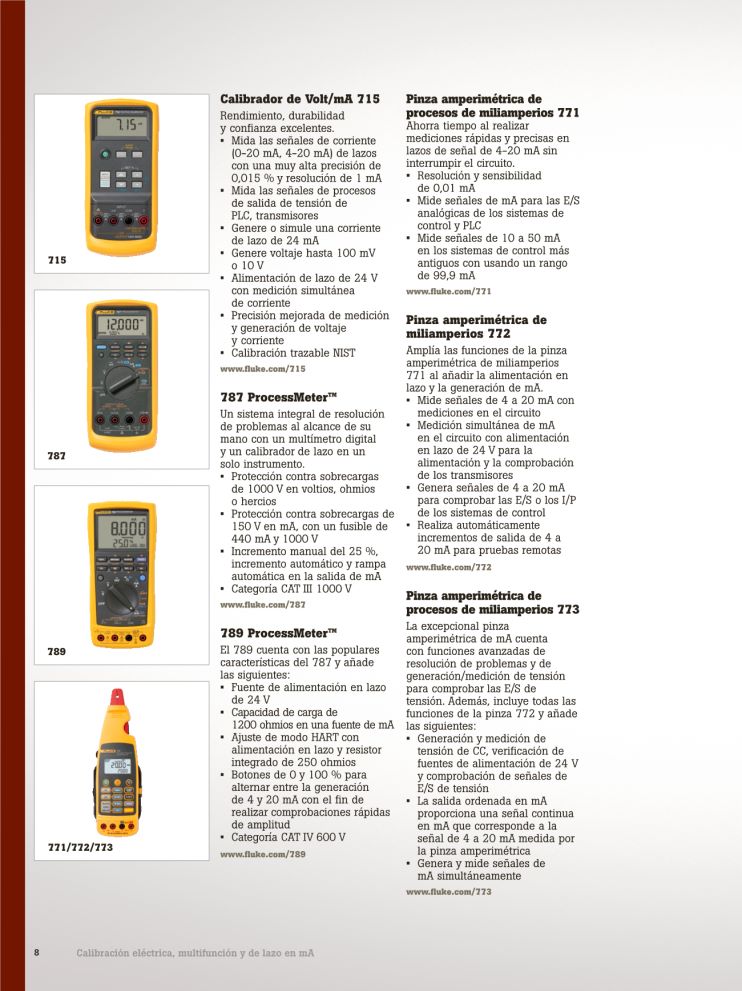 7.15
715
12.000
787
8.000
25.0
789
20.00
771/772/773
Calibrador de Volt/mA 715
Rendimiento, durabilidad
y confianza excelentes.
▪ Mida las señales de corriente
(0–20 mA, 4–20 mA) de lazos
con una muy alta precisión de
0,015 % y resolución de 1 mA
▪ Mida las señales de procesos
de salida de tensión de
PLC, transmisores
▪ Genere o simule una corriente
de lazo de 24 mA
▪ Genere voltaje hasta 100 mV
o 10 V
▪ Alimentación de lazo de 24 V
con medición simultánea
de corriente
▪ Precisión mejorada de medición
y generación de voltaje
y corriente
▪ Calibración trazable NIST
www.fluke.com/715
787 ProcessMeter™
Un sistema integral de resolución
de problemas al alcance de su
mano con un multímetro digital
y un calibrador de lazo en un
solo instrumento.
▪ Protección contra sobrecargas
de 1000 V en voltios, ohmios
o hercios
▪ Protección contra sobrecargas de
150 V en mA, con un fusible de
440 mA y 1000 V
▪ Incremento manual del 25 %,
incremento automático y rampa
automática en la salida de mA
▪ Categoría CAT III 1000 V
www.fluke.com/787
789 ProcessMeter™
El 789 cuenta con las populares
características del 787 y añade
las siguientes:
▪ Fuente de alimentación en lazo
de 24 V
▪ Capacidad de carga de
1200 ohmios en una fuente de mA
▪ Ajuste de modo HART con
alimentación en lazo y resistor
integrado de 250 ohmios
▪ Botones de 0 y 100 % para
alternar entre la generación
de 4 y 20 mA con el fin de
realizar comprobaciones rápidas
de amplitud
▪ Categoría CAT IV 600 V
www.fluke.com/789
Pinza amperimétrica de
procesos de miliamperios 771
Ahorra tiempo al realizar
mediciones rápidas y precisas en
lazos de señal de 4–20 mA sin
interrumpir el circuito.
▪ Resolución y sensibilidad
de 0,01 mA
▪ Mide señales de mA para las E/S
analógicas de los sistemas de
control y PLC
▪ Mide señales de 10 a 50 mA
en los sistemas de control más
antiguos con usando un rango
de 99,9 mA
www.fluke.com/771
Pinza amperimétrica de
miliamperios 772
Amplía las funciones de la pinza
amperimétrica de miliamperios
771 al añadir la alimentación en
lazo y la generación de mA.
▪ Mide señales de 4 a 20 mA con
mediciones en el circuito
▪ Medición simultánea de mA
en el circuito con alimentación
en lazo de 24 V para la
alimentación y la comprobación
de los transmisores
▪ Genera señales de 4 a 20 mA
para comprobar las E/S o los I/P
de los sistemas de control
▪ Realiza automáticamente
incrementos de salida de 4 a
20 mA para pruebas remotas
www.fluke.com/772
Pinza amperimétrica de
procesos de miliamperios 773
La excepcional pinza
amperimétrica de mA cuenta
con funciones avanzadas de
resolución de problemas y de
generación/medición de tensión
para comprobar las E/S de
tensión. Además, incluye todas las
funciones de la pinza 772 y añade
las siguientes:
▪ Generación y medición de
tensión de CC, verificación de
fuentes de alimentación de 24 V
y comprobación de señales de
E/S de tensión
▪ La salida ordenada en mA
proporciona una señal continua
en mA que corresponde a la
señal de 4 a 20 mA medida por
la pinza amperimétrica
▪ Genera y mide señales de
mA simultáneamente
www.fluke.com/773
8 Calibración eléctrica, multifunción y de lazo en mA